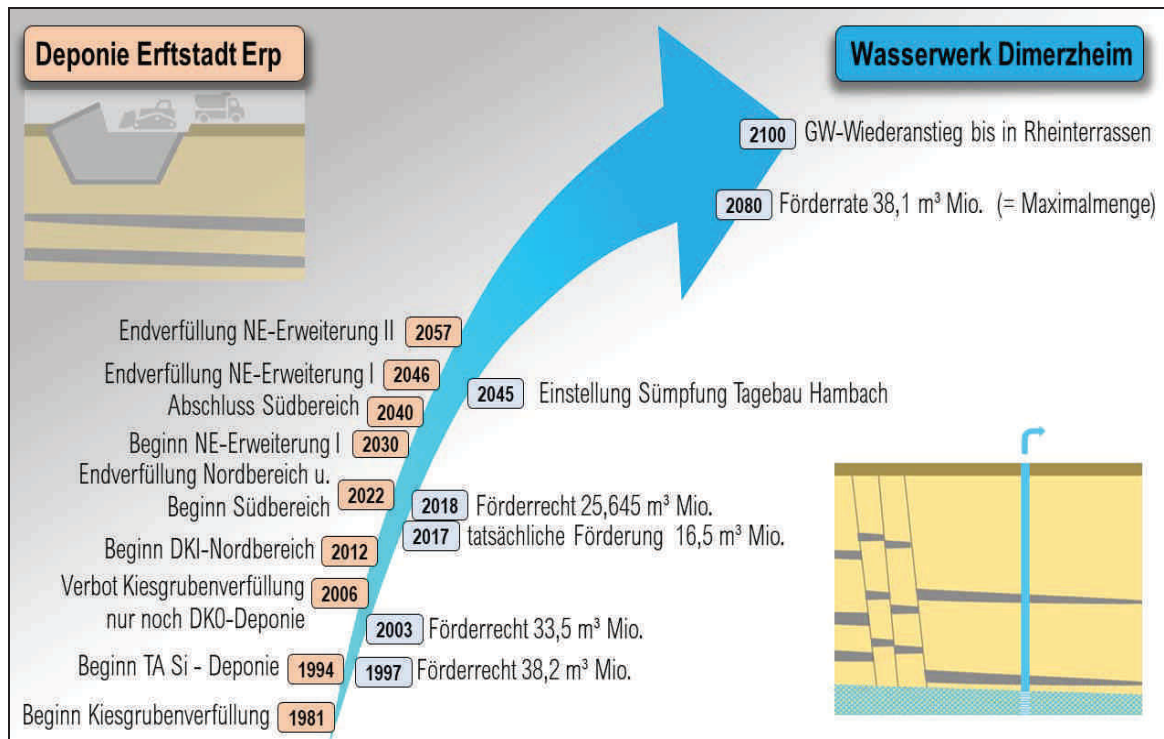 Deponie Erftstadt Erp
Wasserwerk Dimerzheim
2100 GW-Wiederanstieg bis in Rheinterrassen
2080 Förderrate 38,1 m³ Mio. (= Maximalmenge)
Endverfüllung NE-Erweiterung II 2057
Endverfüllung NE-Erweiterung I 2046
2045 Einstellung Sümpfung Tagebau Hambach
Abschluss Südbereich 2040
Beginn NE-Erweiterung I 2030
Endverfüllung Nordbereich u.
Beginn Südbereich 2022
2018 Förderrecht 25,645 m³ Mio.
2017 tatsächliche Förderung 16,5 m³ Mio.
Beginn DKI-Nordbereich 2012
Verbot Kiesgrubenverfüllung 2006
nur noch DK0-Deponie
2003 Förderrecht 33,5 m³ Mio.
Beginn TA Si - Deponie 1994
1997 Förderrecht 38,2 m³ Mio.
Beginn Kiesgrubenverfüllung 1981